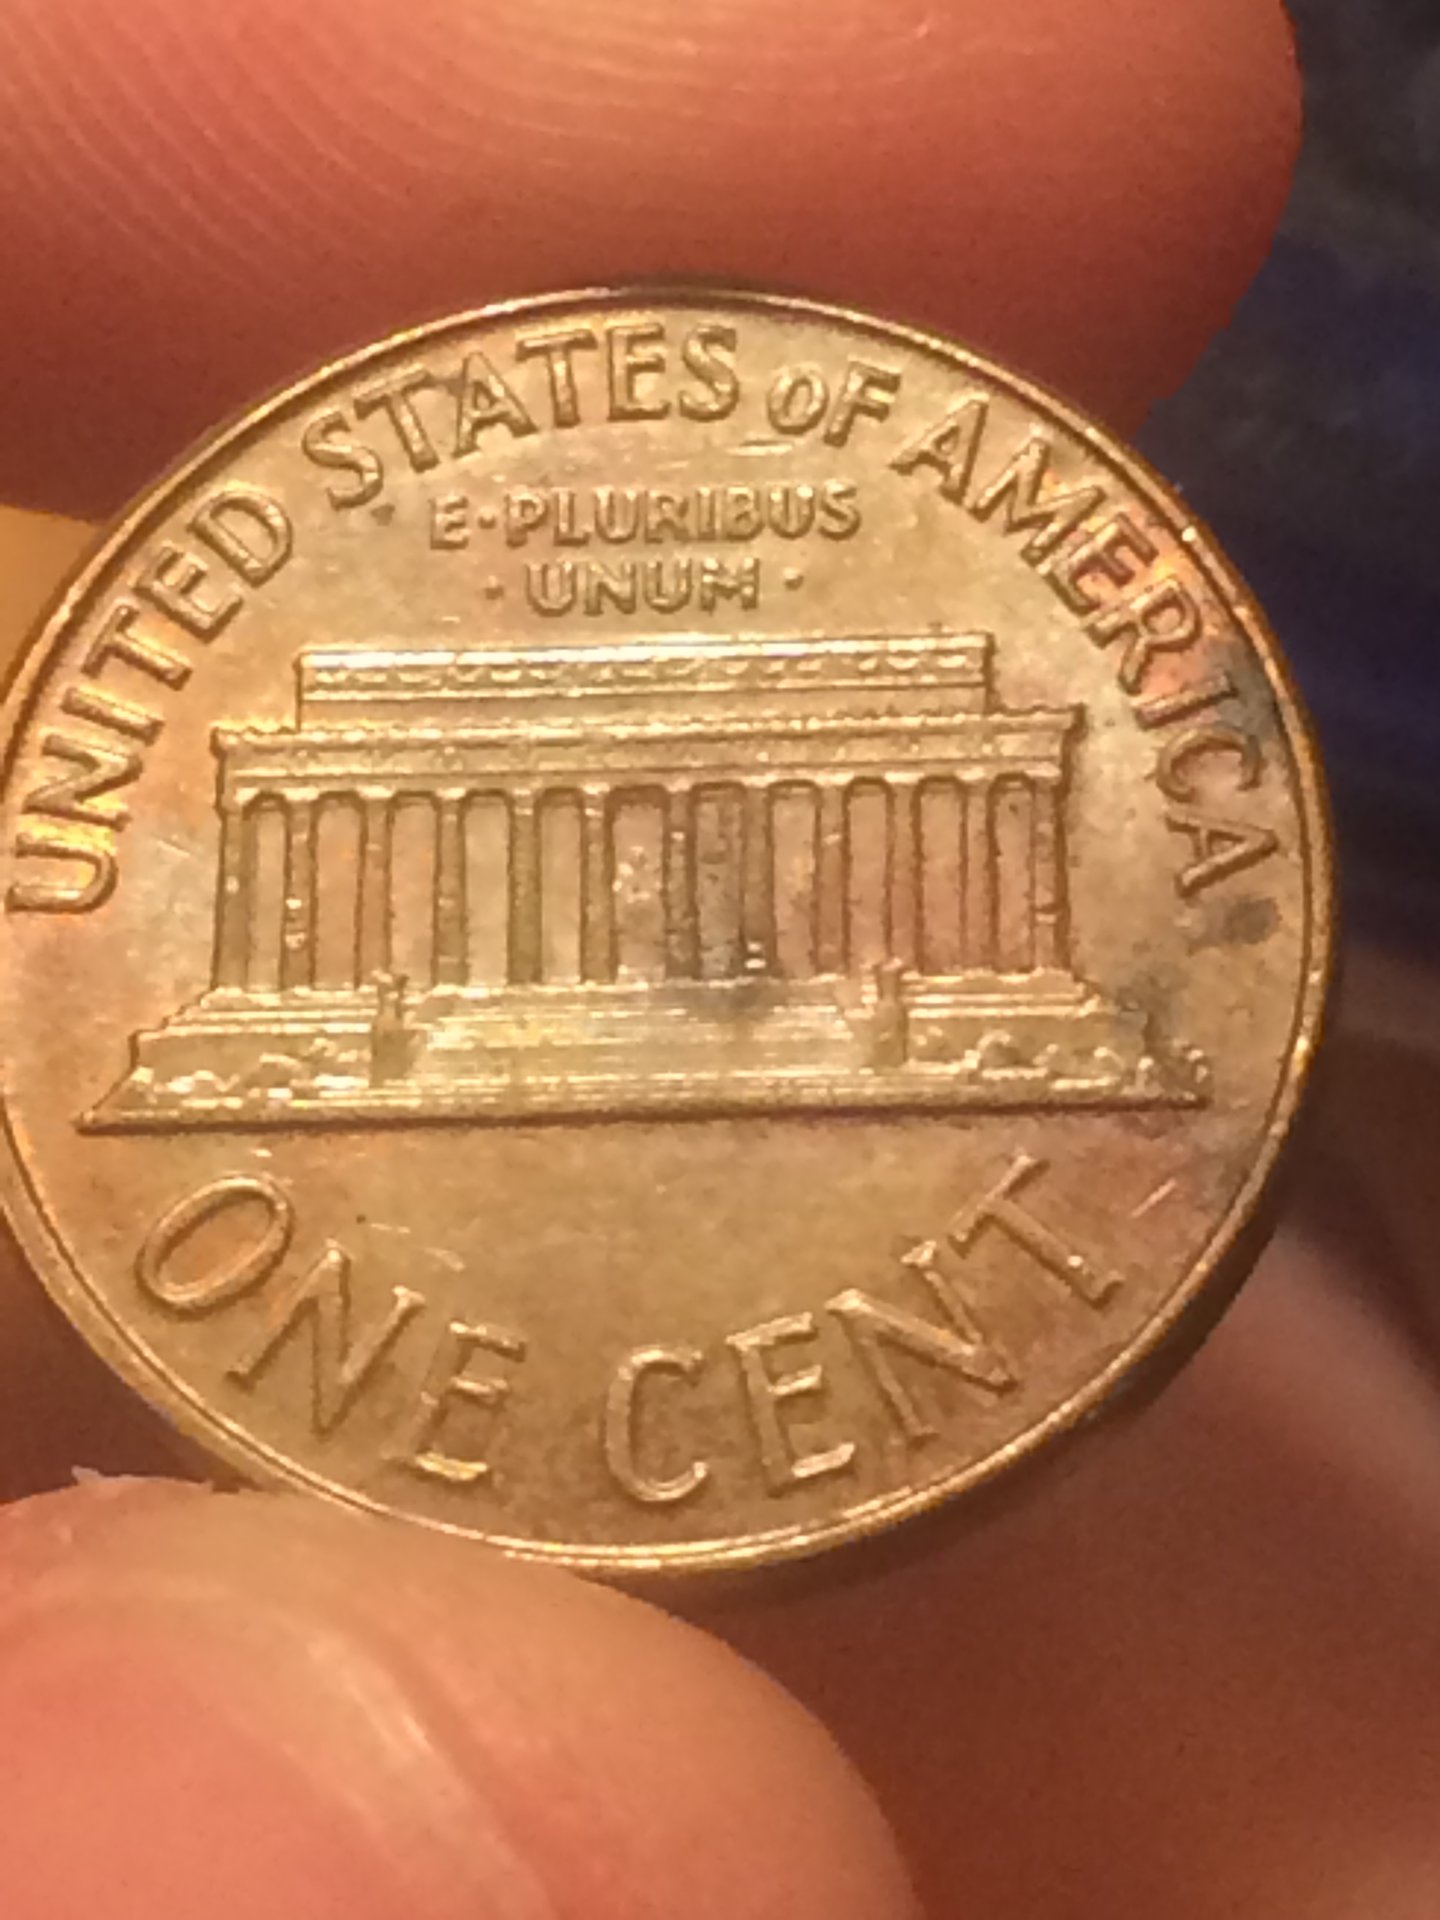 UNITED STATES OF AMERICA
E·PLURIBUS
·UNUM·
ONE CENT